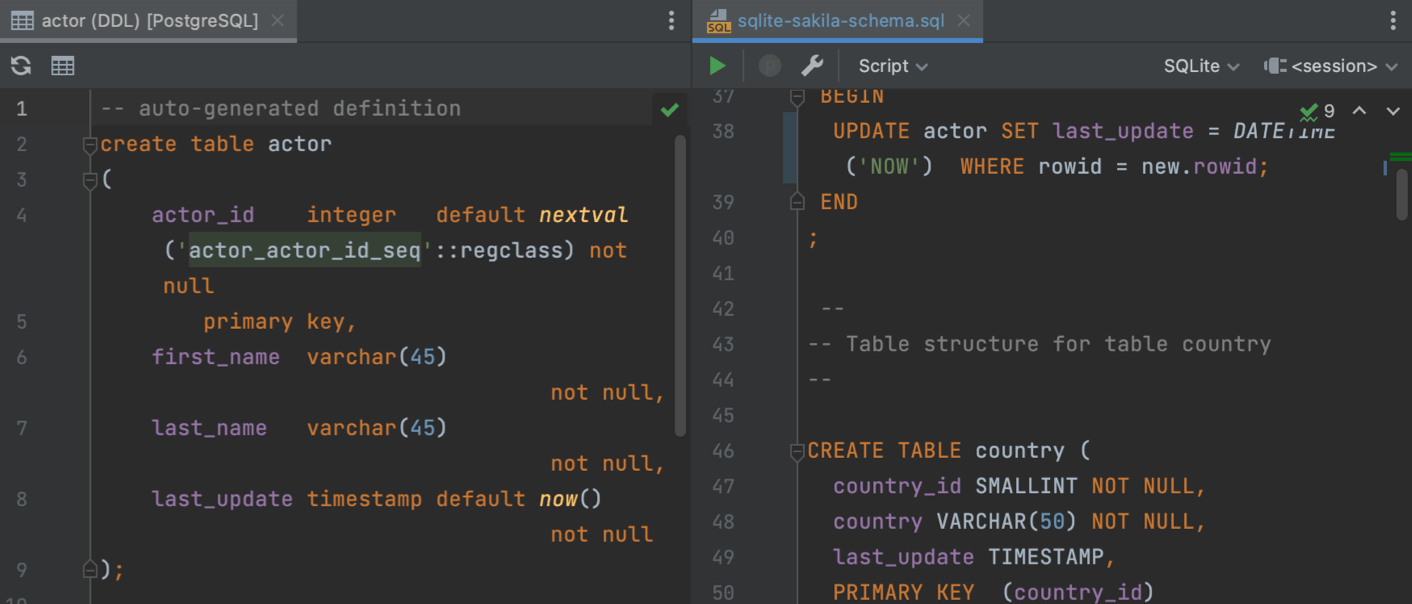 actor (DDL) [PostgreSQL]
1 -- auto-generated definition
2 create table actor
3 (
4 actor_id integer default nextval
('actor_actor_id_seq'::regclass) not
null
5 primary key,
6 first_name varchar(45)
not null,
7 last_name varchar(45)
not null,
8 last_update timestamp default now()
not null
9 );
10
SQL sqlite-sakila-schema.sql
Script SQLite <session>
9
37 BEGIN
38 UPDATE actor SET last_update = DATETIME
('NOW')  WHERE rowid = new.rowid;
39 END
40 ;
41
42 --
43 -- Table structure for table country
44 --
45
46 CREATE TABLE country (
47 country_id SMALLINT NOT NULL,
48 country VARCHAR(50) NOT NULL,
49 last_update TIMESTAMP,
50 PRIMARY KEY  (country_id)